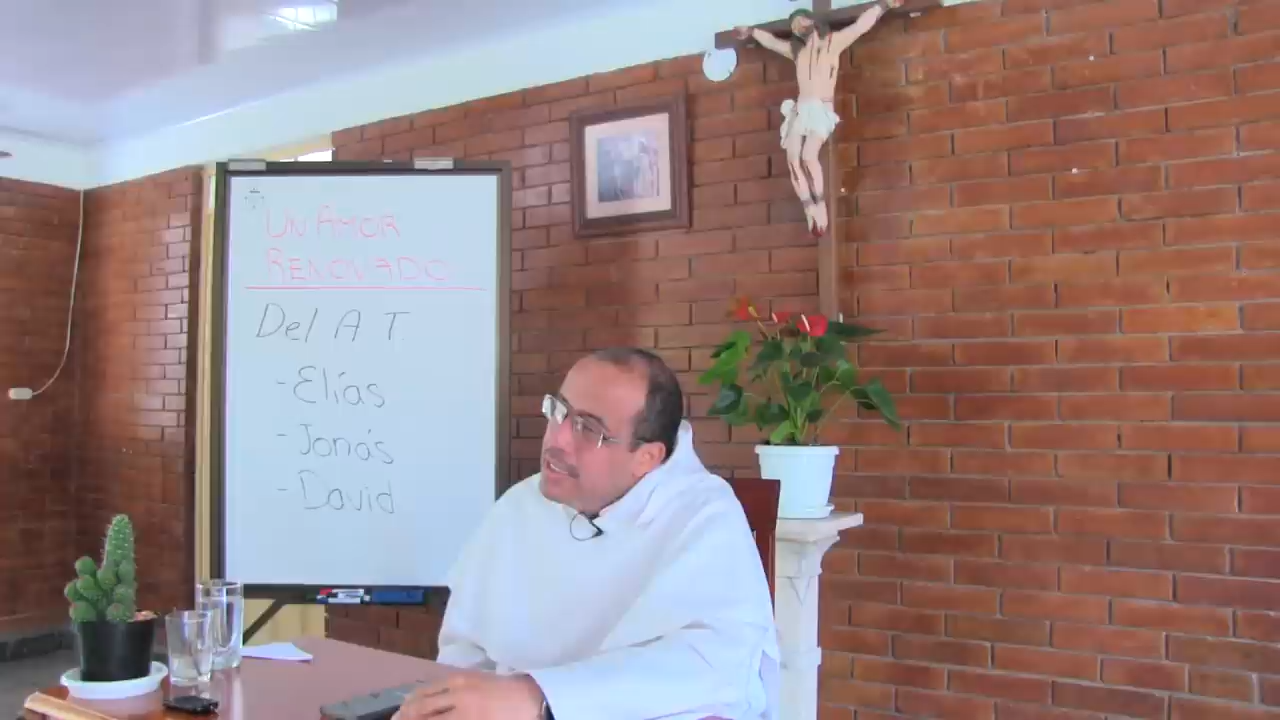 UN AMOR
RENOVADO
Del A T.
- Elías
- Jonás
- David